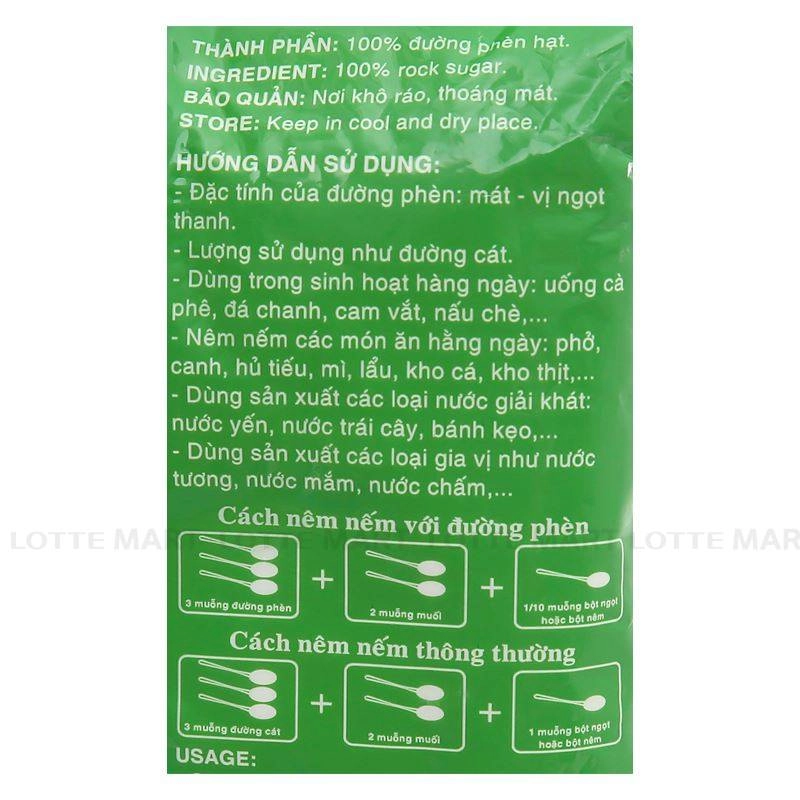 THÀNH PHẦN: 100% đường phèn hạt.
INGREDIENT: 100% rock sugar.
BẢO QUẢN: Nơi khô ráo, thoáng mát.
STORE: Keep in cool and dry place.
HƯỚNG DẪN SỬ DỤNG:
- Đặc tính của đường phèn: mát - vị ngọt
thanh.
- Lượng sử dụng như đường cát.
- Dùng trong sinh hoạt hàng ngày: uống cà
phê, đá chanh, cam vắt, nấu chè,...
- Nêm nếm các món ăn hằng ngày: phở,
canh, hủ tiếu, mì, lẩu, kho cá, kho thịt,...
- Dùng sản xuất các loại nước giải khát:
nước yến, nước trái cây, bánh kẹo,...
- Dùng sản xuất các loại gia vị như nước
tương, nước mắm, nước chấm,...
Cách nêm nếm với đường phèn
LOTTE MART LOTTE MART LOTTE MART LOTTE MAR
3 muỗng đường phèn + 2 muỗng muối + 1/10 muỗng bột ngọt
hoặc bột nêm
Cách nêm nếm thông thường
3 muỗng đường cát + 2 muỗng muối + 1 muỗng bột ngọt
hoặc bột nêm
USAGE: